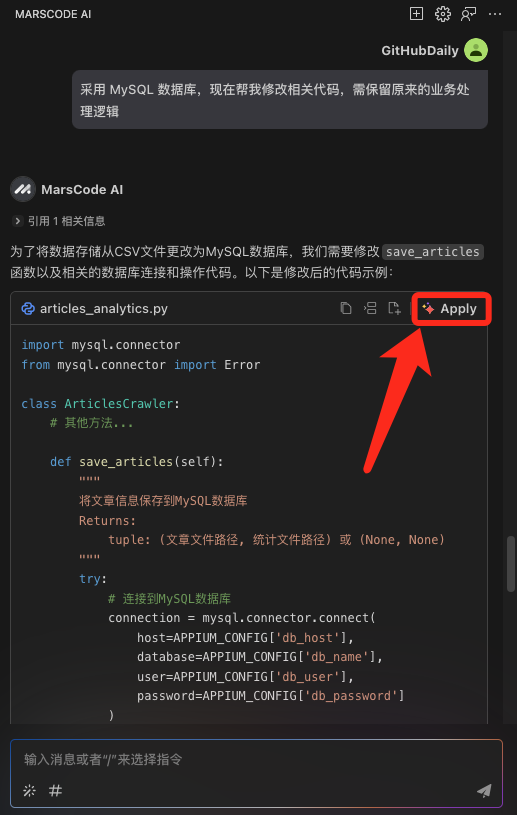 MARSCODE AI
GitHubDaily
采用 MySQL 数据库，现在帮我修改相关代码，需保留原来的业务处
理逻辑
MarsCode AI
引用 1 相关信息
为了将数据存储从CSV文件更改为MySQL数据库，我们需要修改 save_articles
函数以及相关的数据库连接和操作代码。以下是修改后的代码示例：
articles_analytics.py
Apply
import mysql.connector
from mysql.connector import Error
class ArticlesCrawler:
# 其他方法...
def save_articles(self):
"""
将文章信息保存到MySQL数据库
Returns:
tuple: (文章文件路径, 统计文件路径) 或 (None, None)
"""
try:
# 连接到MySQL数据库
connection = mysql.connector.connect(
host=APPIUM_CONFIG['db_host'],
database=APPIUM_CONFIG['db_name'],
user=APPIUM_CONFIG['db_user'],
password=APPIUM_CONFIG['db_password']
)
输入消息或者“/”来选择指令
#